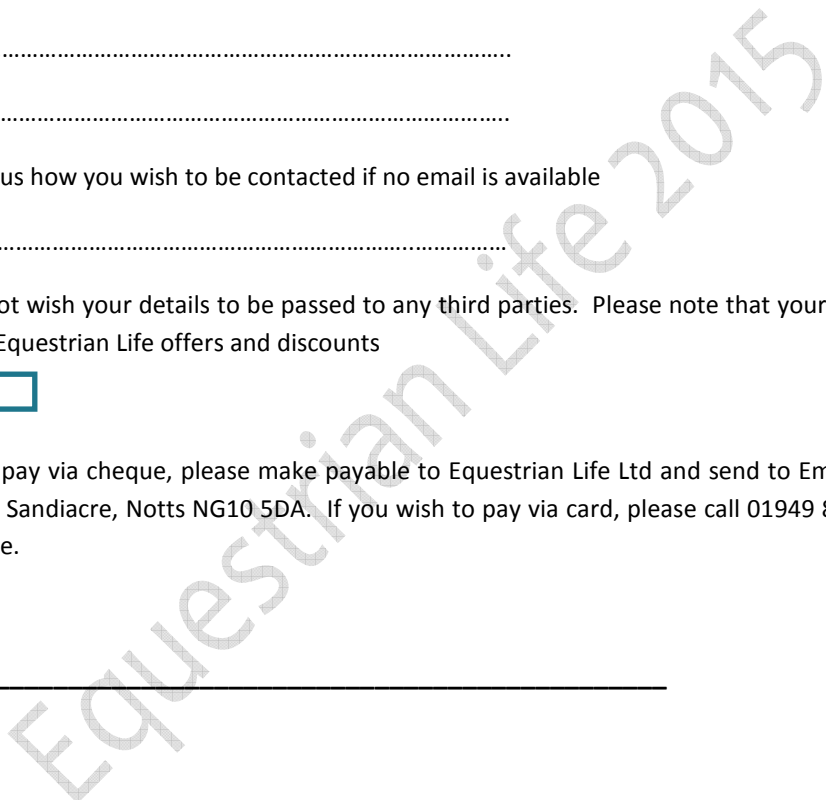 ……………………………………………………………………..
……………………………………………………………………..
us how you wish to be contacted if no email is available
…………………………………………………………..……………
ot wish your details to be passed to any third parties.  Please note that your
Equestrian Life offers and discounts
pay via cheque, please make payable to Equestrian Life Ltd and send to Em
Sandiacre, Notts NG10 5DA.  If you wish to pay via card, please call 01949 8
e.
Equestrian Life 2015